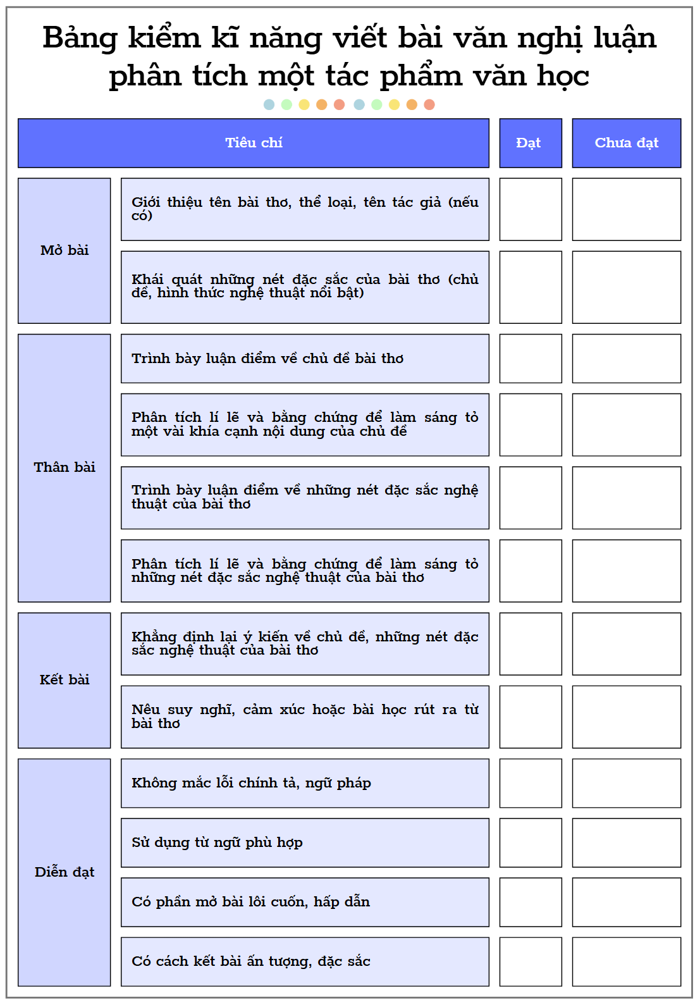 Bảng kiểm kĩ năng viết bài văn nghị luận
phân tích một tác phẩm văn học
Tiêu chí
Đạt
Chưa đạt
Mở bài
Giới thiệu tên bài thơ, thể loại, tên tác giả (nếu
có)
Khái quát những nét đặc sắc của bài thơ (chủ
đề, hình thức nghệ thuật nổi bật)
Thân bài
Trình bày luận điểm về chủ đề bài thơ
Phân tích lí lẽ và bằng chứng để làm sáng tỏ
một vài khía cạnh nội dung của chủ đề
Trình bày luận điểm về những nét đặc sắc nghệ
thuật của bài thơ
Phân tích lí lẽ và bằng chứng để làm sáng tỏ
những nét đặc sắc nghệ thuật của bài thơ
Kết bài
Khẳng định lại ý kiến về chủ đề, những nét đặc
sắc nghệ thuật của bài thơ
Nêu suy nghĩ, cảm xúc hoặc bài học rút ra từ
bài thơ
Diễn đạt
Không mắc lỗi chính tả, ngữ pháp
Sử dụng từ ngữ phù hợp
Có phần mở bài lôi cuốn, hấp dẫn
Có cách kết bài ấn tượng, đặc sắc